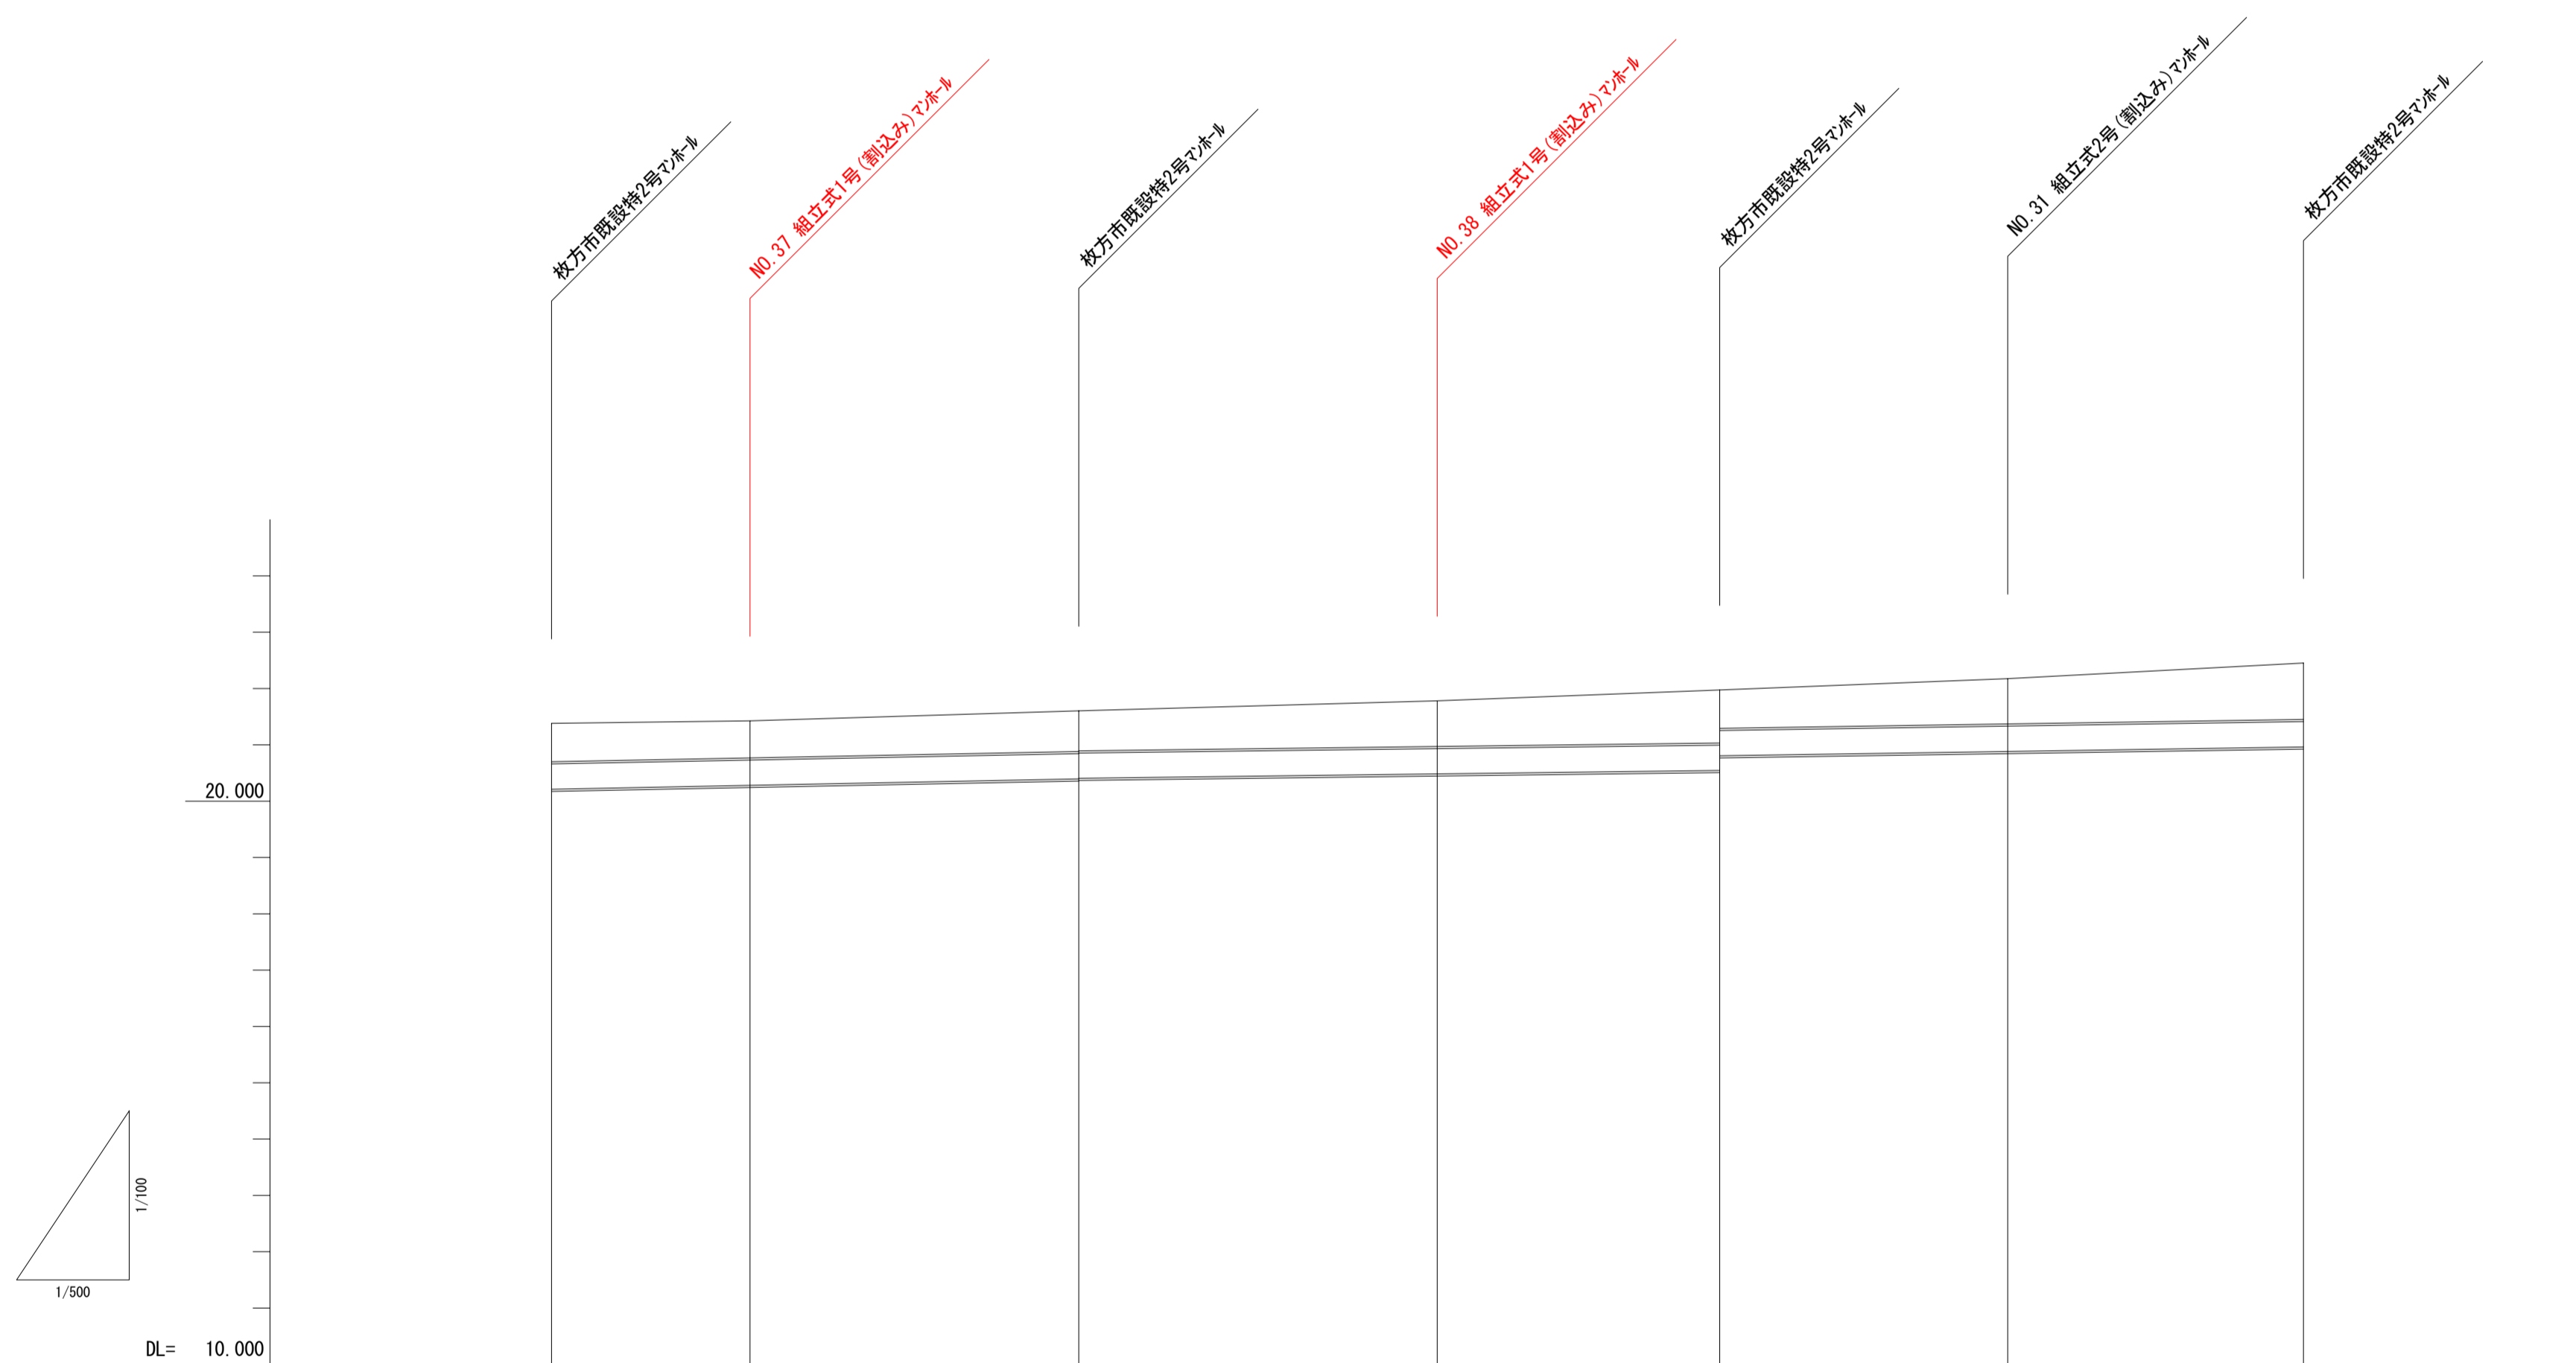 枚方市既設特2号ﾏﾝﾎｰﾙ
NO.37 組立式1号(割込み)ﾏﾝﾎｰﾙ
枚方市既設特2号ﾏﾝﾎｰﾙ
NO.38 組立式1号(割込み)ﾏﾝﾎｰﾙ
枚方市既設特2号ﾏﾝﾎｰﾙ
NO.31 組立式2号(割込み)ﾏﾝﾎｰﾙ
枚方市既設特2号ﾏﾝﾎｰﾙ
20.000
1/100
1/500
DL= 10.000